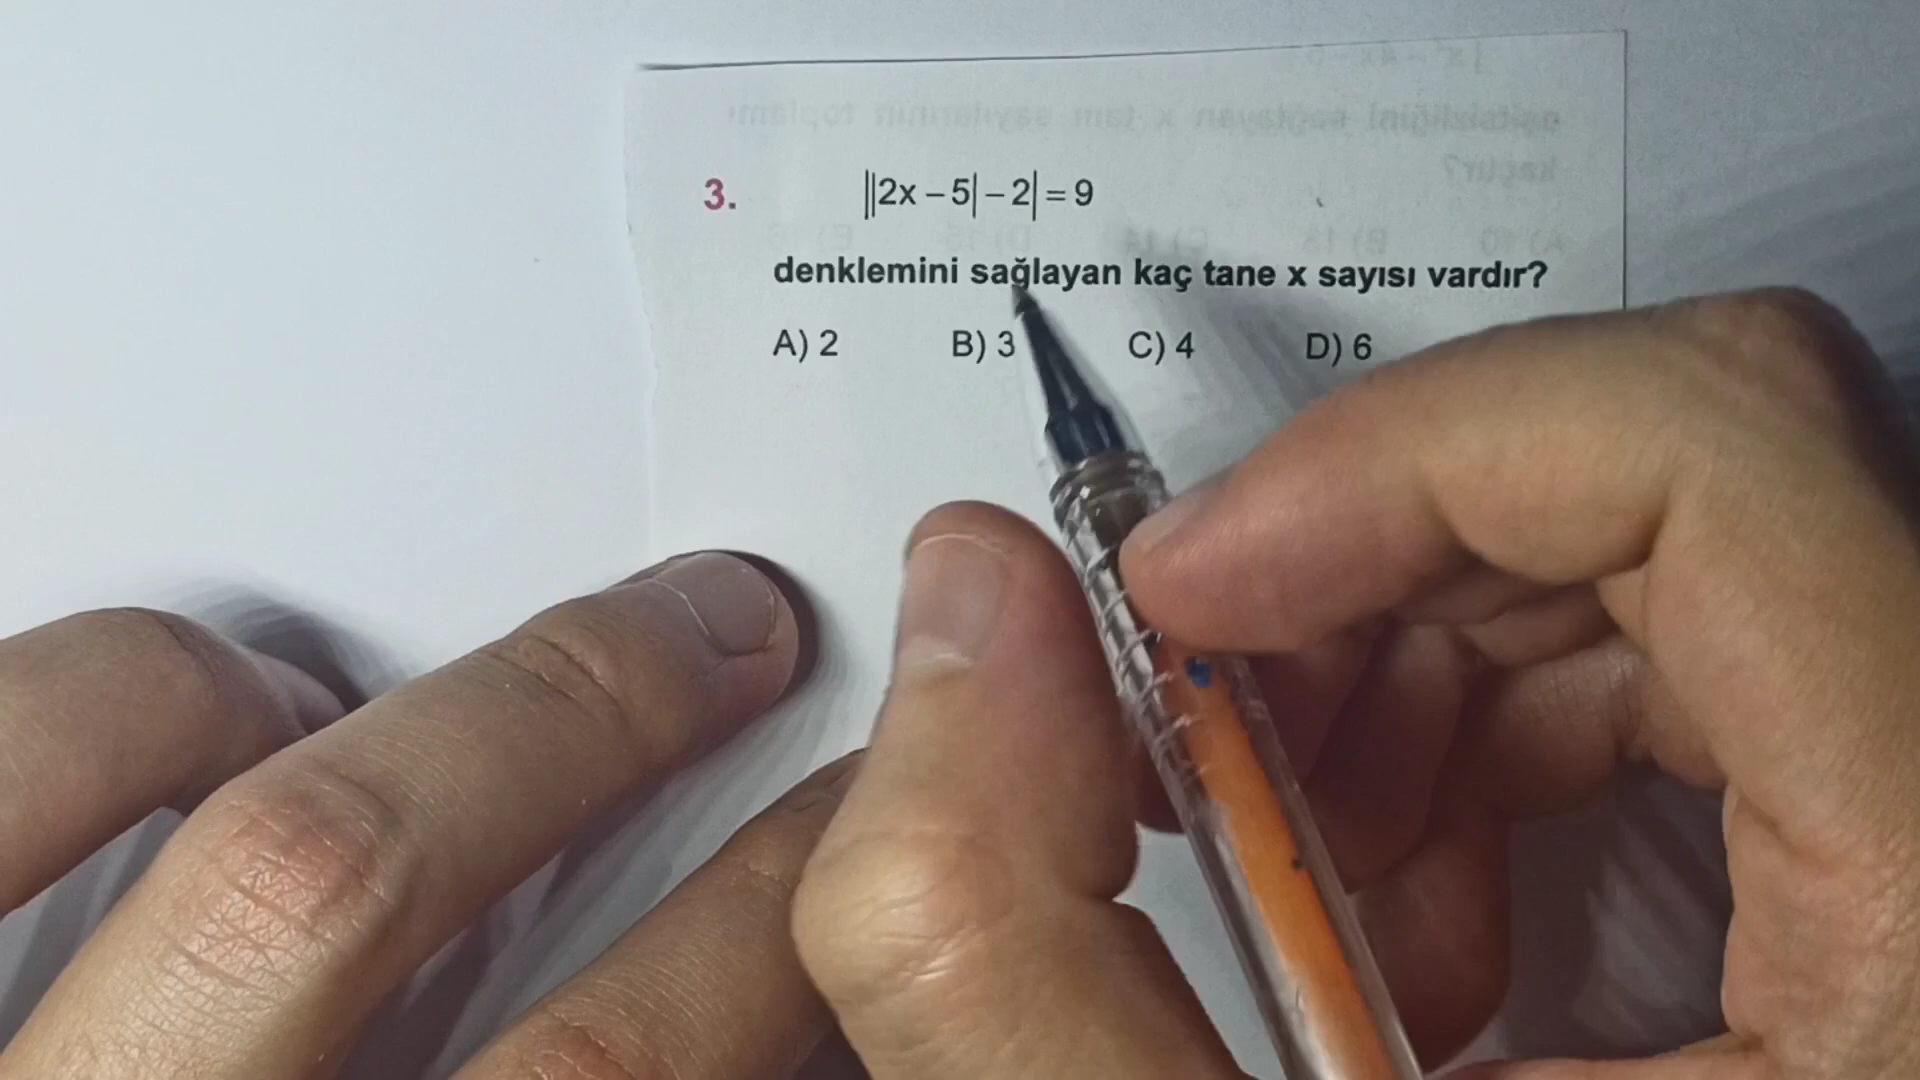 3. ||2x – 5| – 2| = 9
denklemini sağlayan kaç tane x sayısı vardır?
A) 2 B) 3 C) 4 D) 6